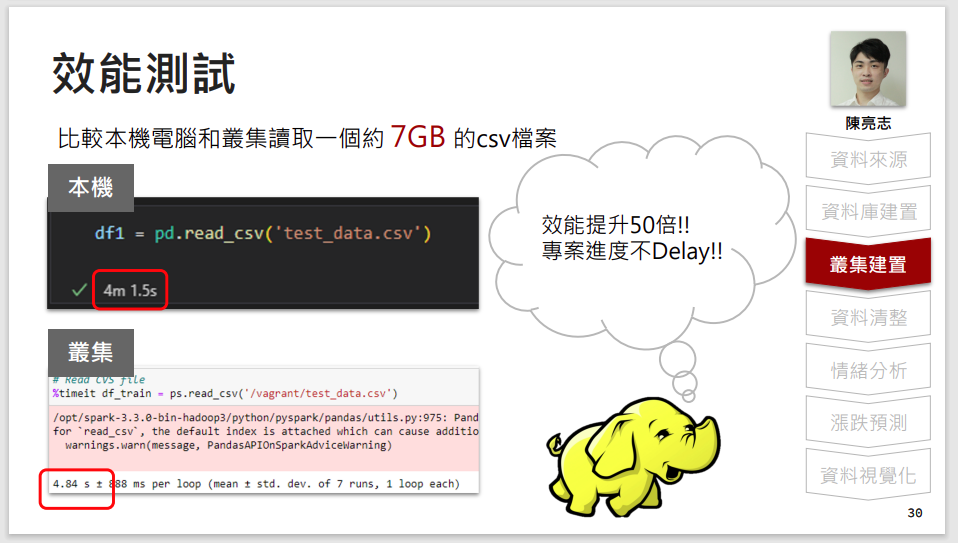 效能測試
比較本機電腦和叢集讀取一個約 7GB 的csv檔案
本機
df1 = pd.read_csv('test_data.csv')
4m 1.5s
叢集
# Read CVS file
%timeit df_train = ps.read_csv('/vagrant/test_data.csv')
/opt/spark-3.3.0-bin-hadoop3/python/pyspark/pandas/utils.py:975: Pand
for `read_csv`, the default index is attached which can cause additio
warnings.warn(message, PandasAPIOnSparkAdviceWarning)
4.84 s ± 888 ms per loop (mean ± std. dev. of 7 runs, 1 loop each)
效能提升50倍!!
專案進度不Delay!!
陳亮志
資料來源
資料庫建置
叢集建置
資料清整
情緒分析
漲跌預測
資料視覺化
30